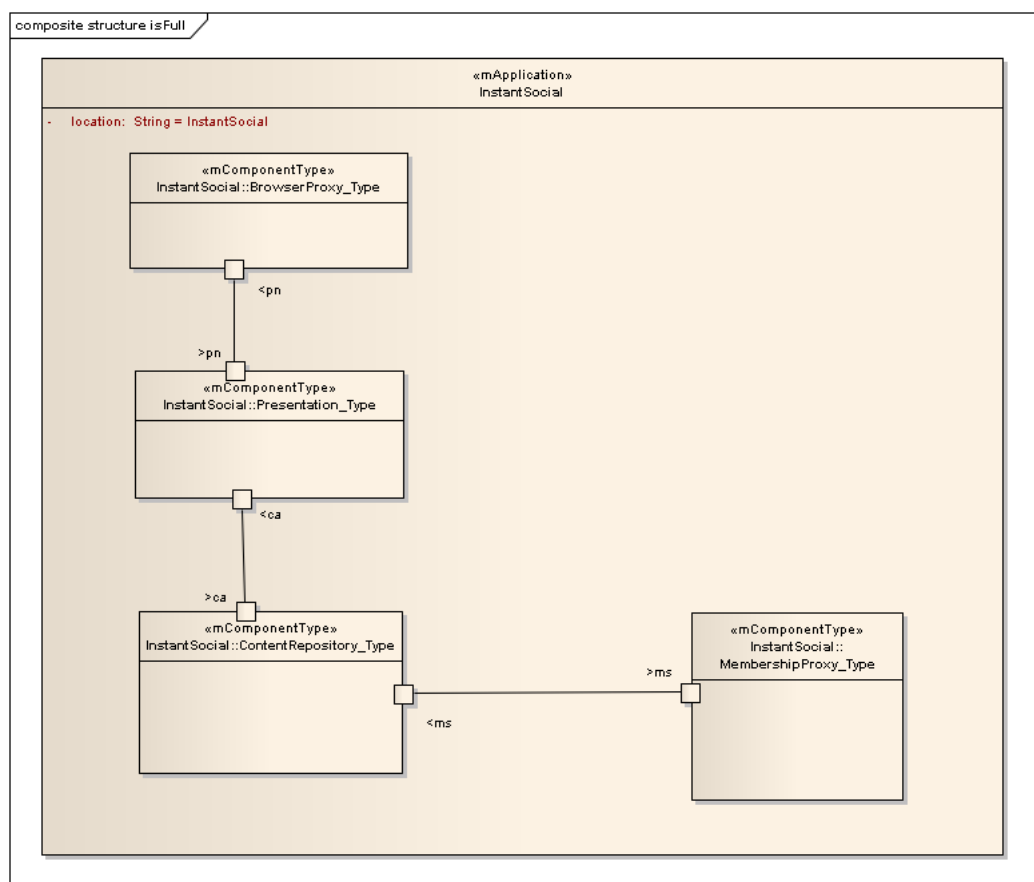 composite structure isFull
«mApplication»
InstantSocial
- location: String = InstantSocial
«mComponentType»
InstantSocial::BrowserProxy_Type
<pn
>pn
«mComponentType»
InstantSocial::Presentation_Type
<ca
>ca
«mComponentType»
InstantSocial::ContentRepository_Type
<ms
>ms
«mComponentType»
InstantSocial::
MembershipProxy_Type